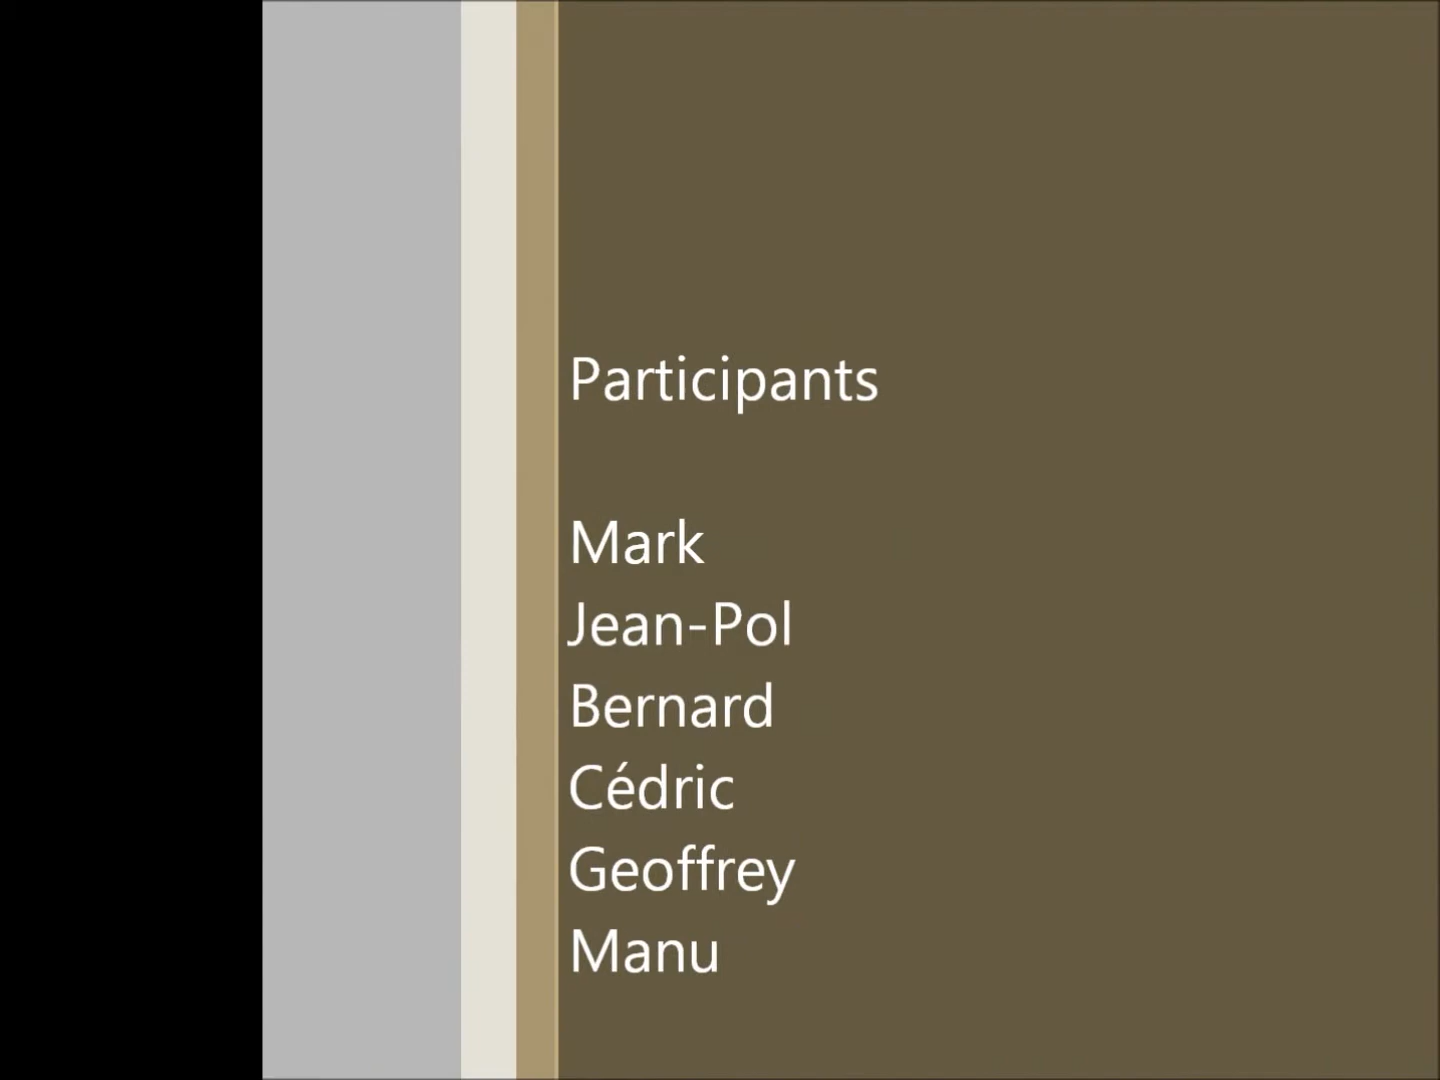 Participants
Mark
Jean-Pol
Bernard
Cédric
Geoffrey
Manu